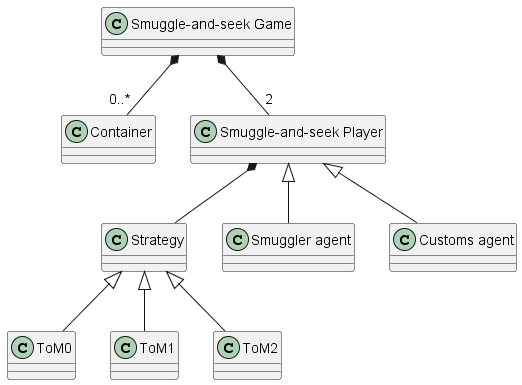 C Smuggle-and-seek Game
0..* 2
C Container C Smuggle-and-seek Player
C Strategy C Smuggler agent C Customs agent
C ToM0 C ToM1 C ToM2